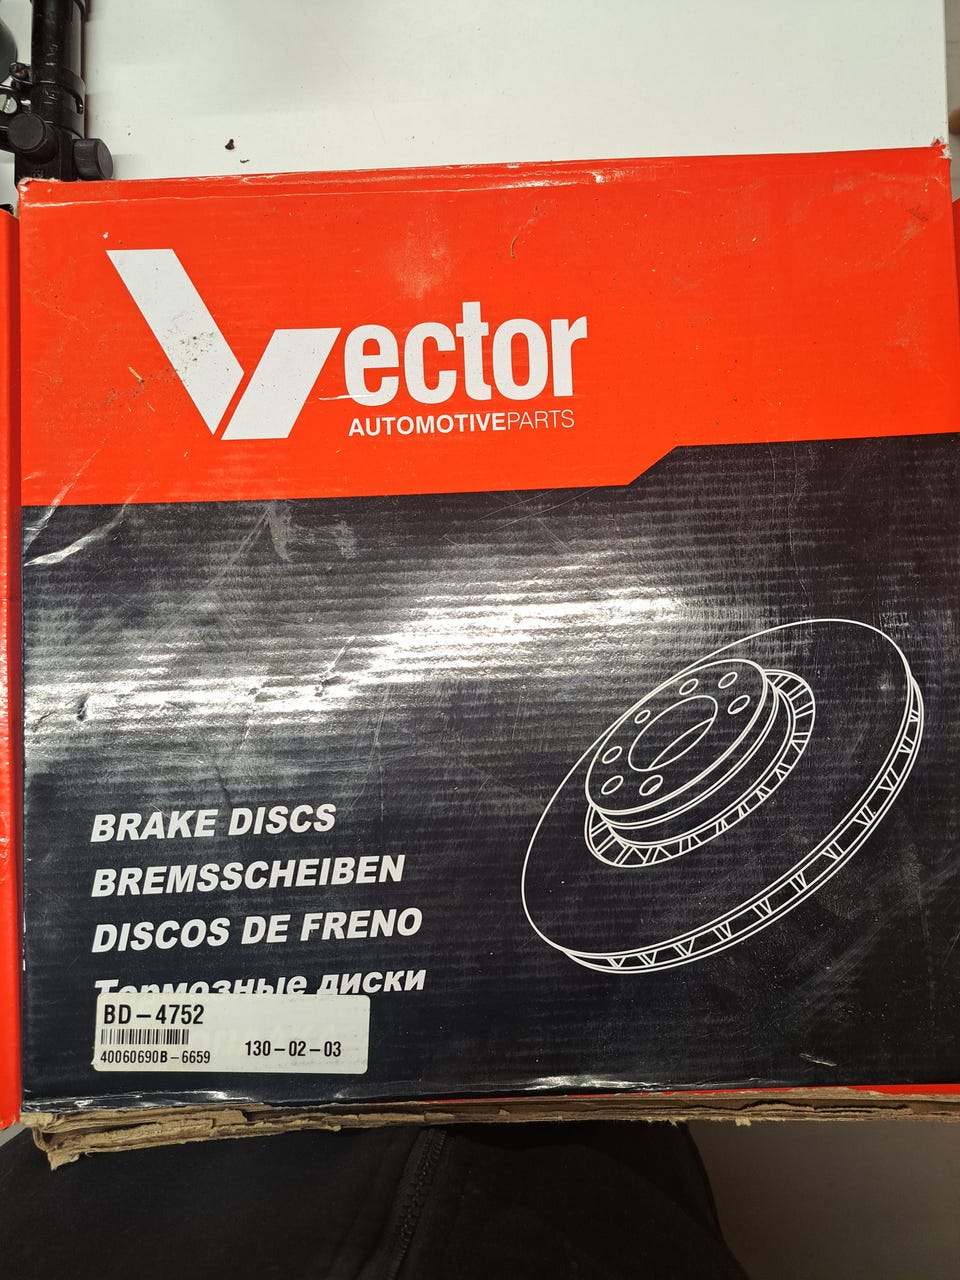 Vector
AUTOMOTIVEPARTS
BRAKE DISCS
BREMSSCHEIBEN
DISCOS DE FRENO
Тормозные диски
BD-4752
40060690B-6659
130-02-03